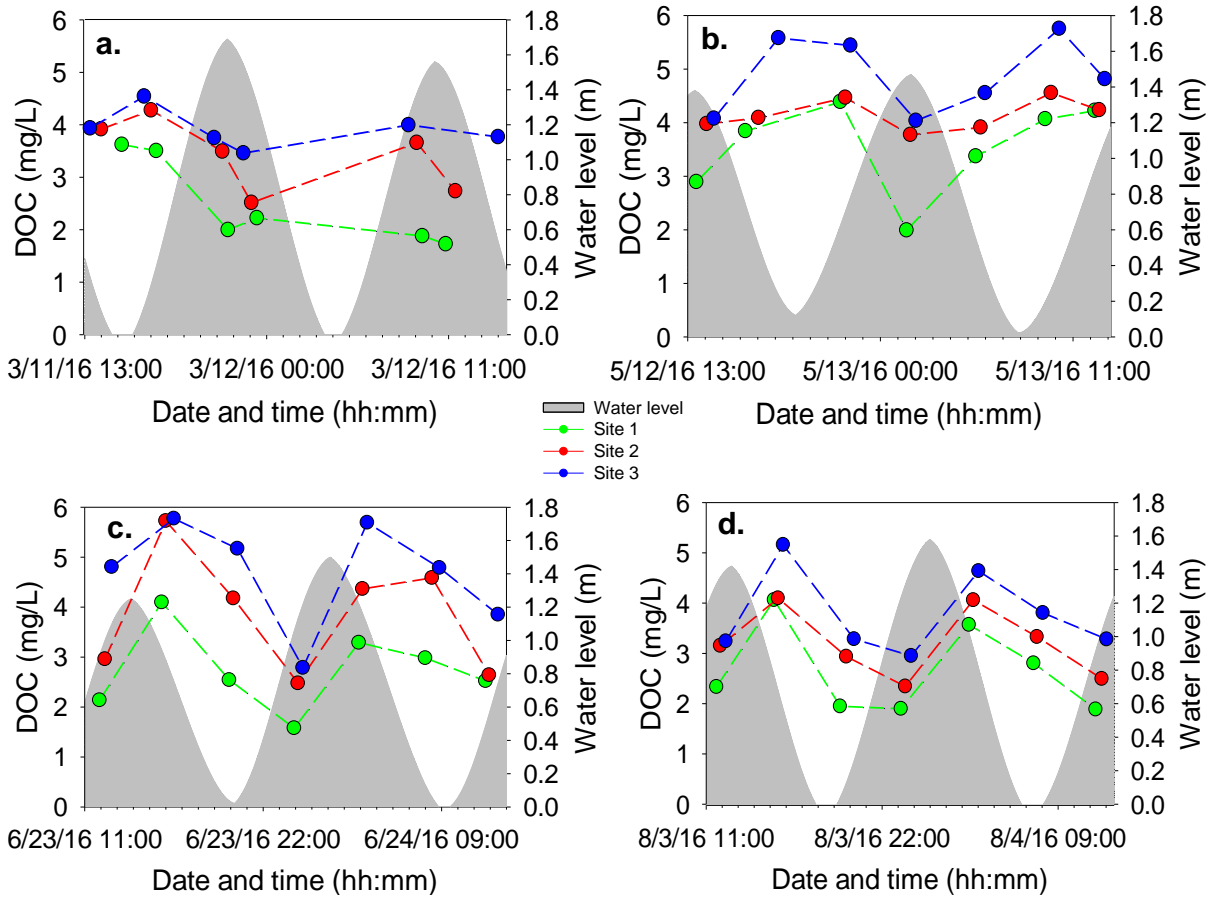 a.
6
5
4
3
2
1
0
DOC (mg/L)
1.8
1.6
1.4
1.2
1.0
0.8
0.6
0.4
0.2
0.0
Water level (m)
3/11/16 13:00 3/12/16 00:00 3/12/16 11:00
Date and time (hh:mm)
b.
6
5
4
3
2
1
0
DOC (mg/L)
1.8
1.6
1.4
1.2
1.0
0.8
0.6
0.4
0.2
0.0
Water level (m)
5/12/16 13:00 5/13/16 00:00 5/13/16 11:00
Date and time (hh:mm)
Water level
Site 1
Site 2
Site 3
c.
6
5
4
3
2
1
0
DOC (mg/L)
1.8
1.6
1.4
1.2
1.0
0.8
0.6
0.4
0.2
0.0
Water level (m)
6/23/16 11:00 6/23/16 22:00 6/24/16 09:00
Date and time (hh:mm)
d.
6
5
4
3
2
1
0
DOC (mg/L)
1.8
1.6
1.4
1.2
1.0
0.8
0.6
0.4
0.2
0.0
Water level (m)
8/3/16 11:00 8/3/16 22:00 8/4/16 09:00
Date and time (hh:mm)